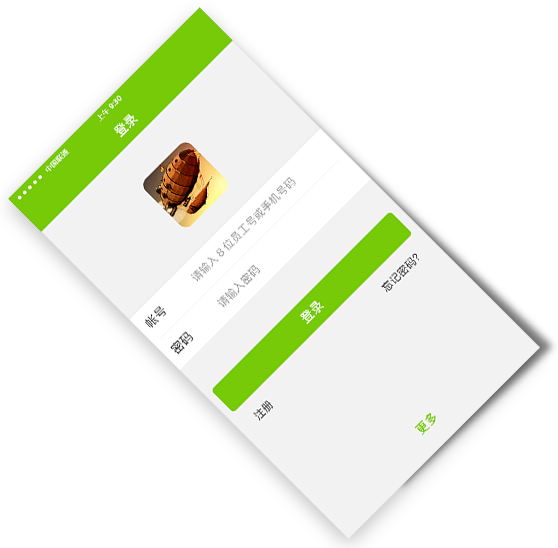 中国联通 上午 9:30
登录
帐号 请输入 8 位员工号或手机号码
密码 请输入密码
登录
注册 忘记密码?
更多